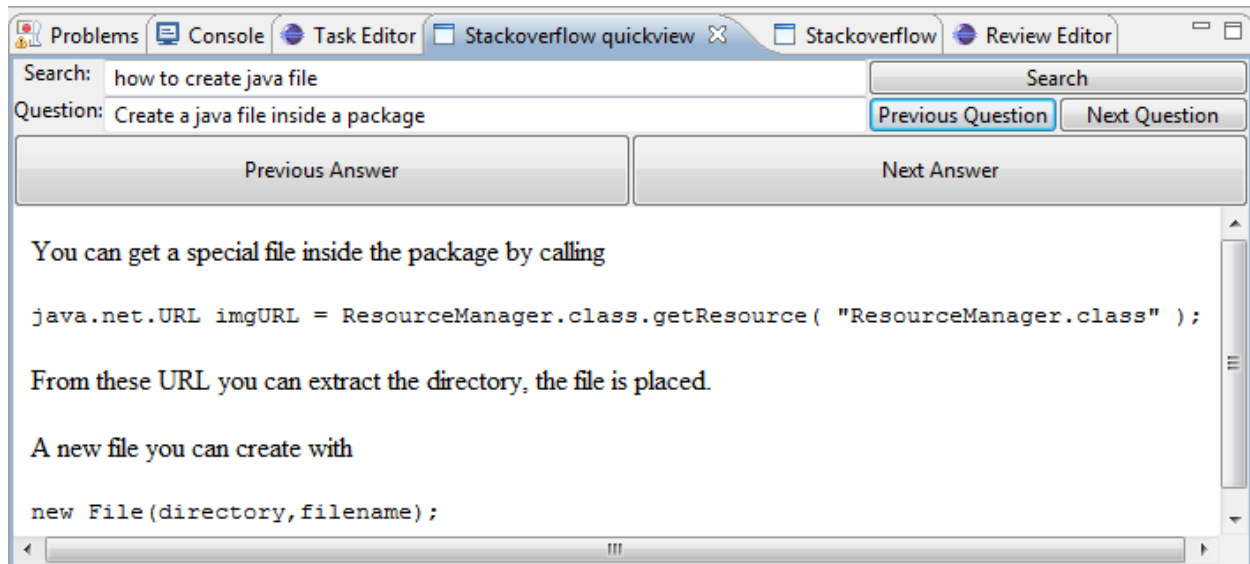 Problems Console Task Editor Stackoverflow quickview Stackoverflow Review Editor
Search: how to create java file Search
Question: Create a java file inside a package Previous Question Next Question
Previous Answer Next Answer
You can get a special file inside the package by calling
java.net.URL imgURL = ResourceManager.class.getResource( "ResourceManager.class" );
From these URL you can extract the directory, the file is placed.
A new file you can create with
new File(directory,filename);